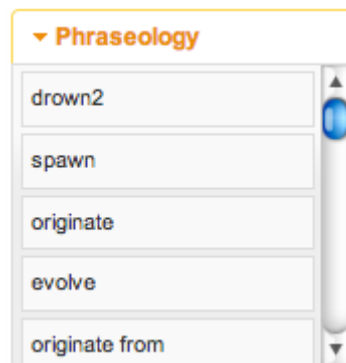 Phraseology
drown2
spawn
originate
evolve
originate from